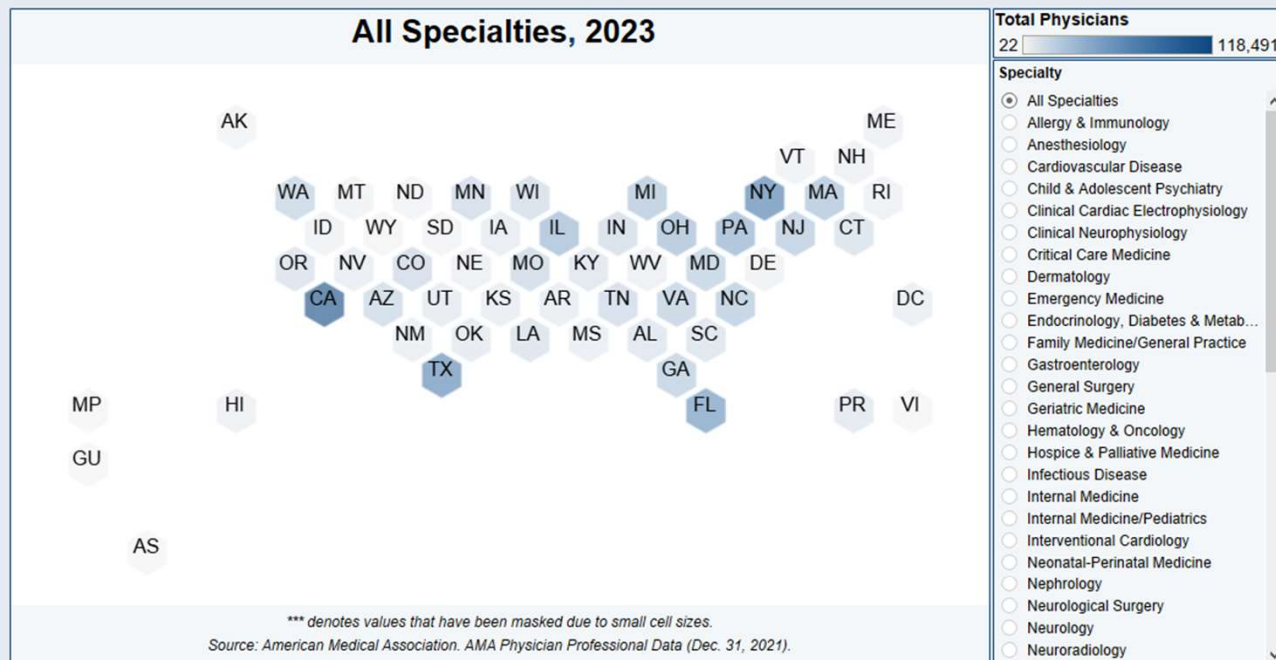 All Specialties, 2023
AK ME
VT NH
WA MT ND MN WI MI NY MA RI
ID WY SD IA IL IN OH PA NJ CT
OR NV CO NE MO KY WV MD DE
CA AZ UT KS AR TN VA NC DC
NM OK LA MS AL SC
TX GA
MP HI FL PR VI
GU
AS
*** denotes values that have been masked due to small cell sizes.
Source: American Medical Association. AMA Physician Professional Data (Dec. 31, 2021).
Total Physicians
22 118,491
Specialty
All Specialties
Allergy & Immunology
Anesthesiology
Cardiovascular Disease
Child & Adolescent Psychiatry
Clinical Cardiac Electrophysiology
Clinical Neurophysiology
Critical Care Medicine
Dermatology
Emergency Medicine
Endocrinology, Diabetes & Metab...
Family Medicine/General Practice
Gastroenterology
General Surgery
Geriatric Medicine
Hematology & Oncology
Hospice & Palliative Medicine
Infectious Disease
Internal Medicine
Internal Medicine/Pediatrics
Interventional Cardiology
Neonatal-Perinatal Medicine
Nephrology
Neurological Surgery
Neurology
Neuroradiology